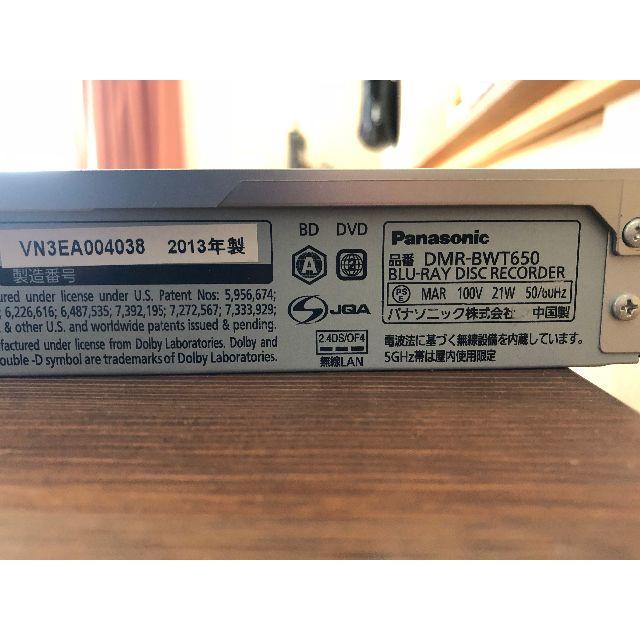 VN3EA004038 2013年製
製造番号
ured under license under U.S. Patent Nos: 5,956,674;
; 6,226,616; 6,487,535; 7,392,195; 7,272,567; 7,333,929;
& other U.S. and worldwide patents issued & pending.
factured under license from Dolby Laboratories. Dolby and
ouble -D symbol are trademarks of Dolby Laboratories.
BD DVD
A
JQA
2.4DS/OF4
無線LAN
Panasonic
品番 DMR-BWT650
BLU-RAY DISC RECORDER
PS E MAR 100V 21W 50/60Hz
パナソニック株式会社 中国製
電波法に基づく無線設備を内蔵しています。
5GHz帯は屋内使用限定